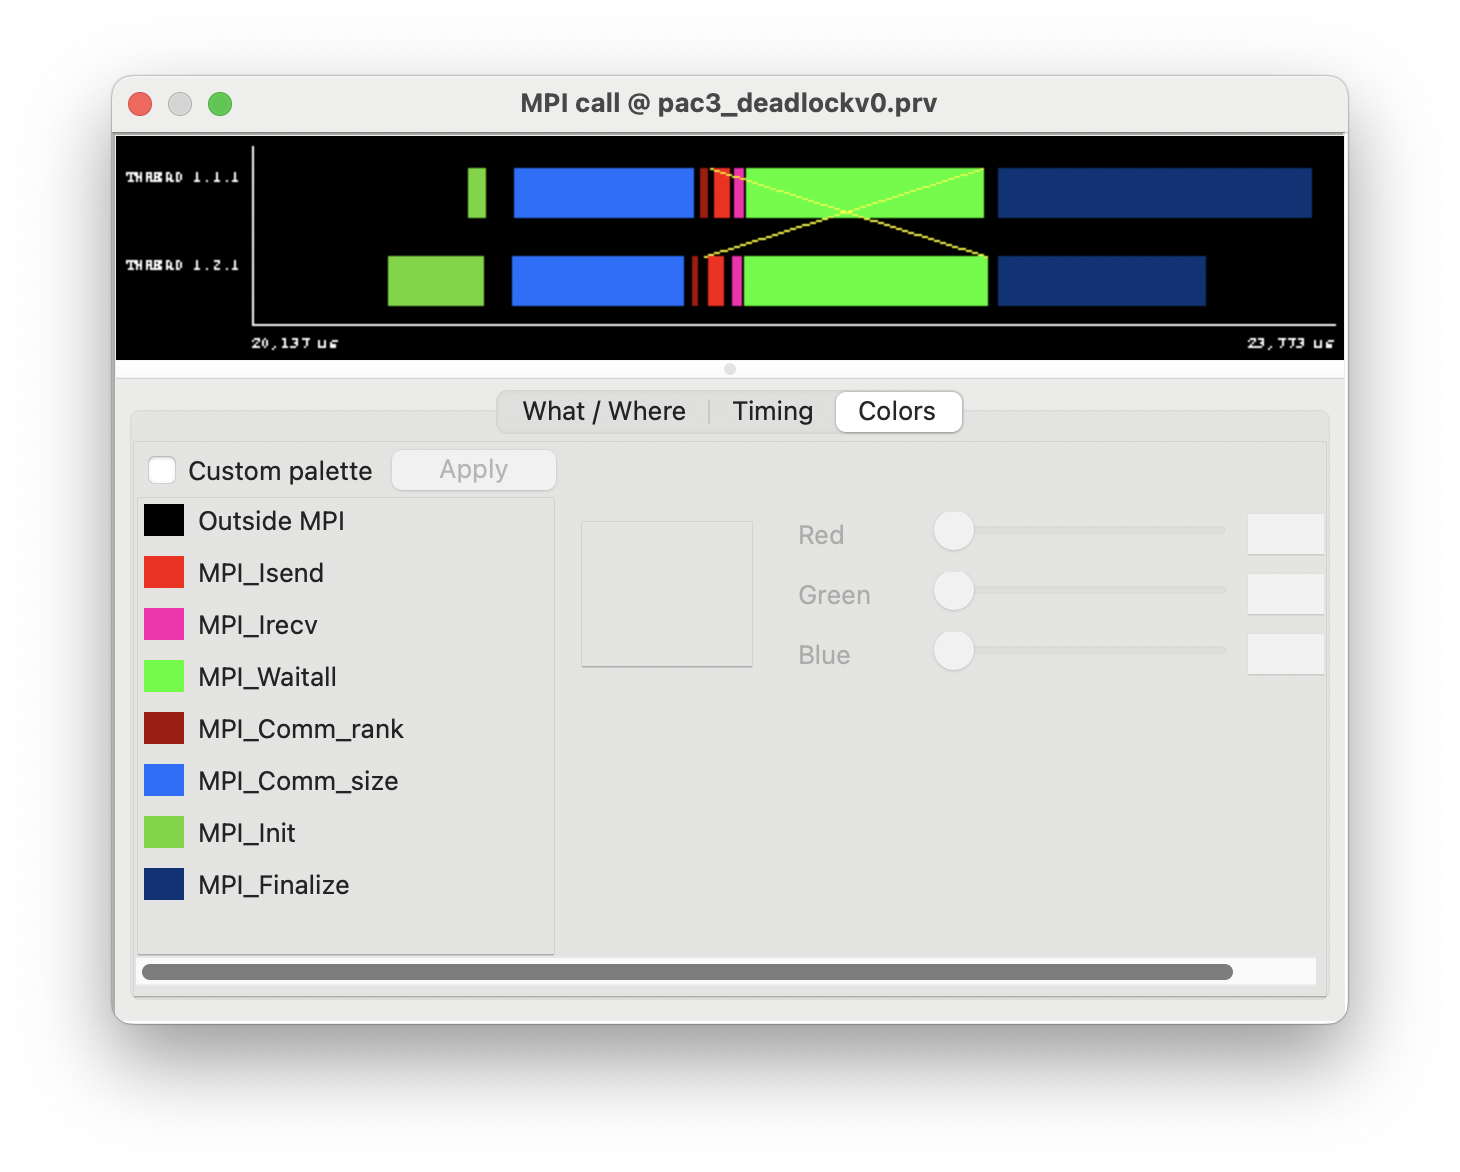 MPI call @ pac3_deadlockv0.prv
THREAD 1.1.1
THREAD 1.2.1
20,137 us
23,773 us
What / Where
Timing
Colors
Custom palette
Apply
Outside MPI
MPI_Isend
MPI_Irecv
MPI_Waitall
MPI_Comm_rank
MPI_Comm_size
MPI_Init
MPI_Finalize
Red
Green
Blue